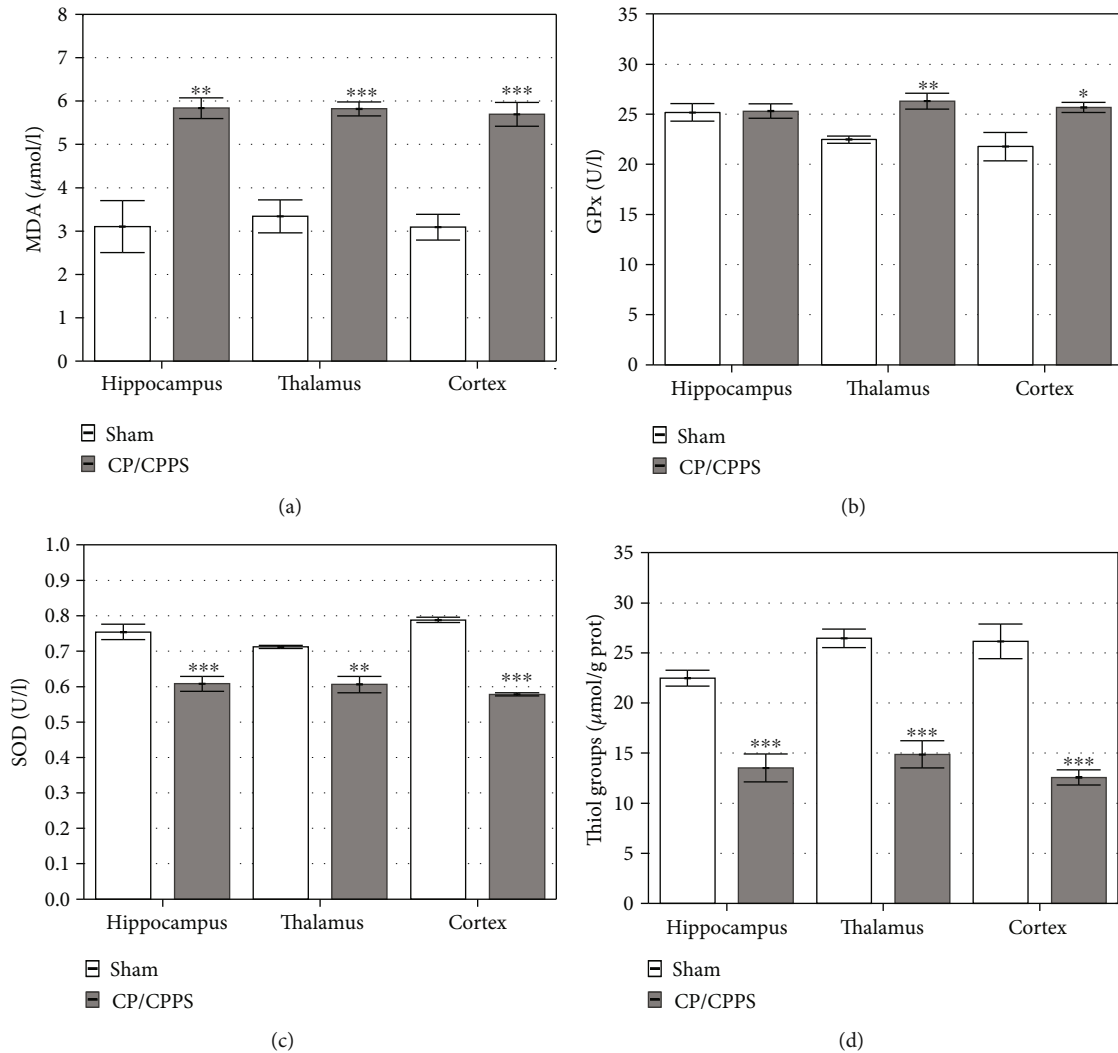 MDA (µmol/l)
8
7
6
5
4
3
2
1
0
** *** ***
Hippocampus Thalamus Cortex
Sham
CP/CPPS
(a)
GPx (U/l)
35
30
25
20
15
10
5
0
** *
Hippocampus Thalamus Cortex
Sham
CP/CPPS
(b)
SOD (U/l)
1.0
0.9
0.8
0.7
0.6
0.5
0.4
0.3
0.2
0.1
0.0
*** ** ***
Hippocampus Thalamus Cortex
Sham
CP/CPPS
(c)
Thiol groups (µmol/g prot)
35
30
25
20
15
10
5
0
*** *** ***
Hippocampus Thalamus Cortex
Sham
CP/CPPS
(d)